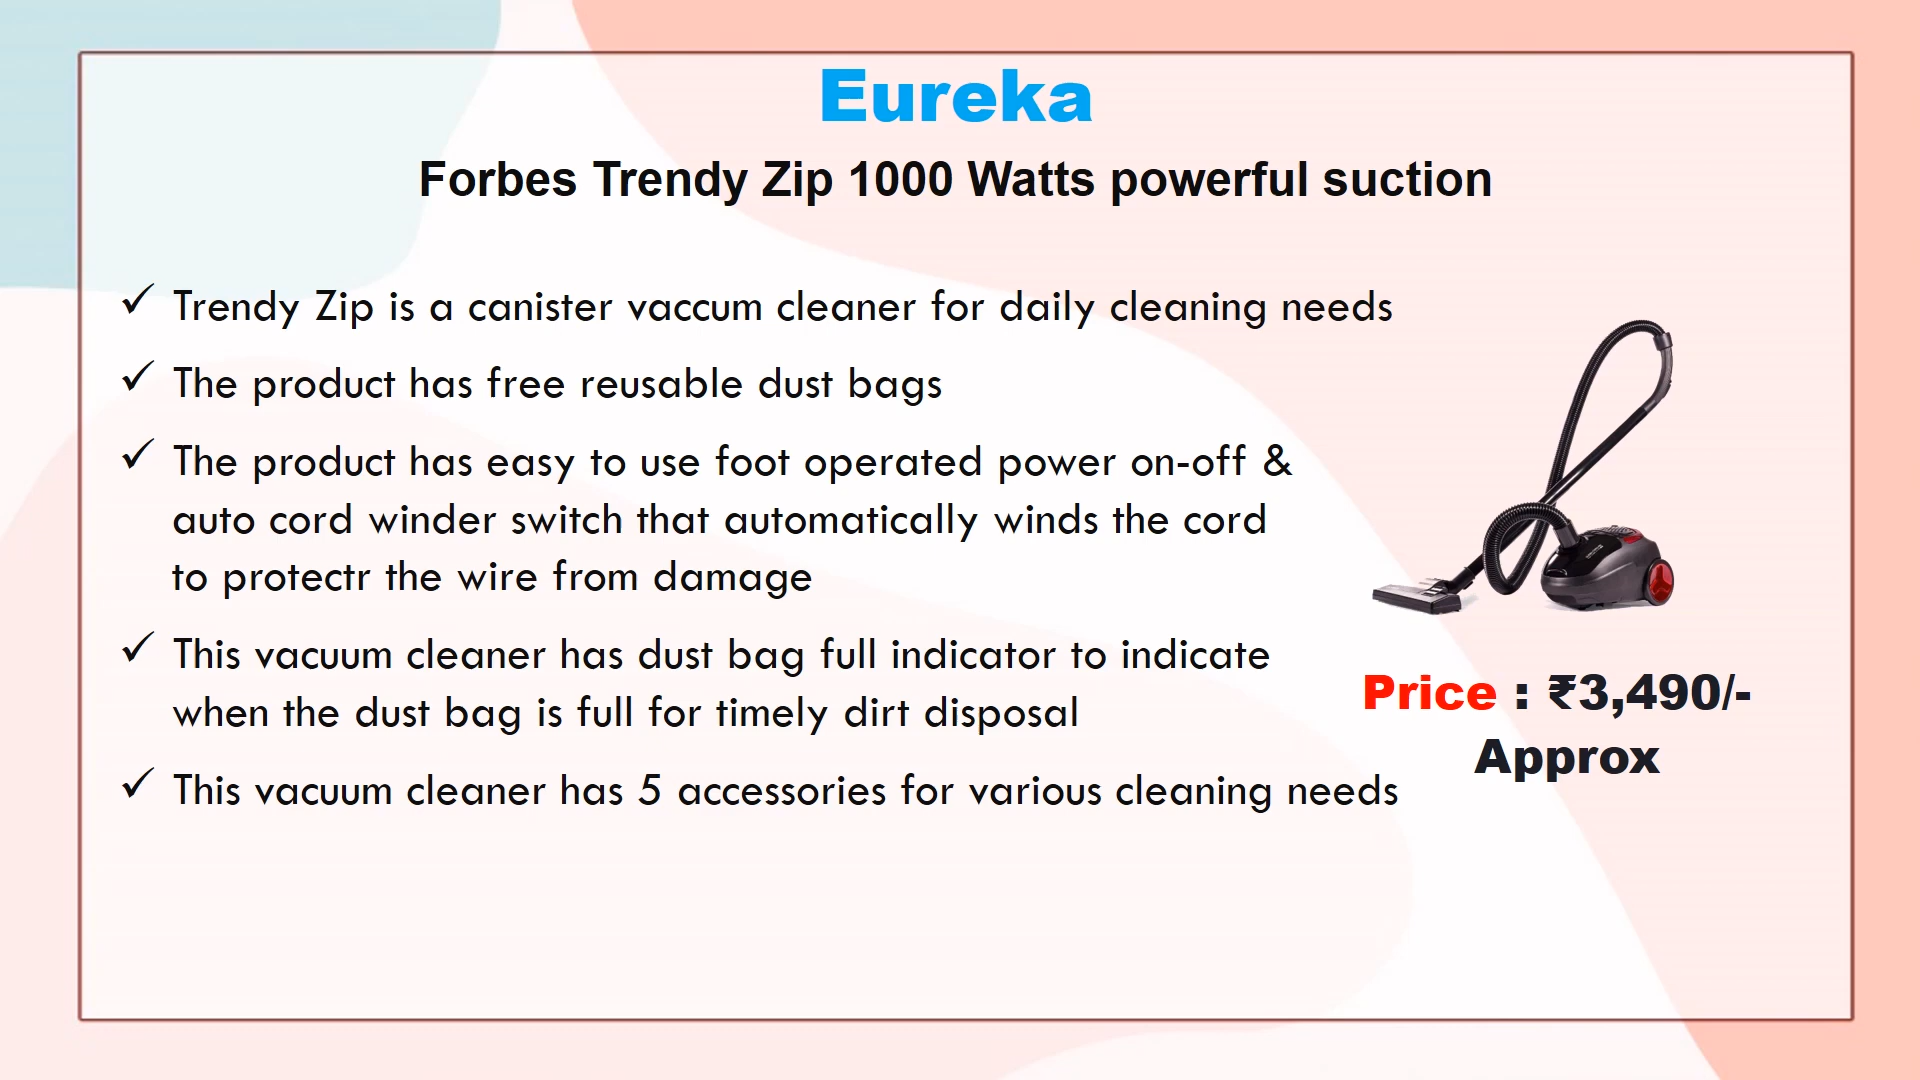 Eureka
Forbes Trendy Zip 1000 Watts powerful suction
✓ Trendy Zip is a canister vaccum cleaner for daily cleaning needs
✓ The product has free reusable dust bags
✓ The product has easy to use foot operated power on-off &
auto cord winder switch that automatically winds the cord
to protectr the wire from damage
✓ This vacuum cleaner has dust bag full indicator to indicate
when the dust bag is full for timely dirt disposal
✓ This vacuum cleaner has 5 accessories for various cleaning needs
Price : ₹3,490/-
Approx